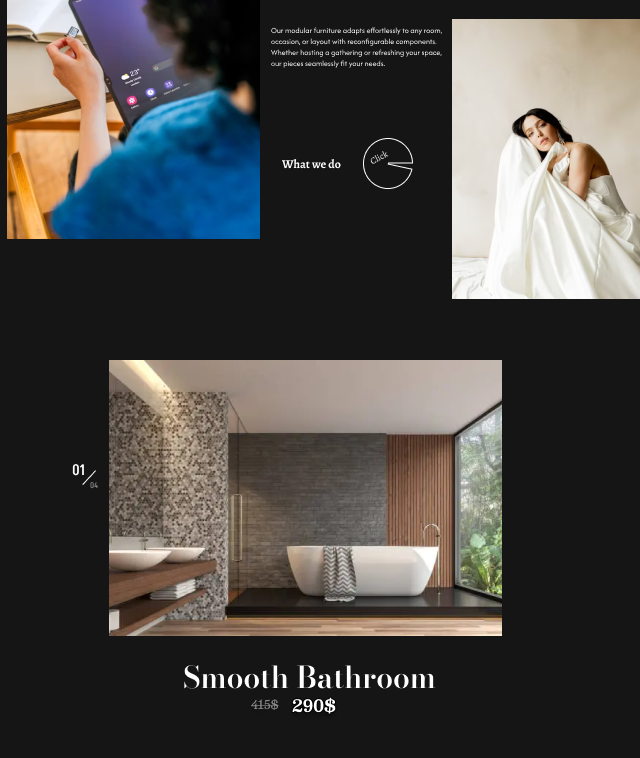 23°
Our modular furniture adapts effortlessly to any room,
occasion, or layout with reconfigurable components.
Whether hosting a gathering or refreshing your space,
our pieces seamlessly fit your needs.
What we do
Click
01
04
Smooth Bathroom
415$ 290$